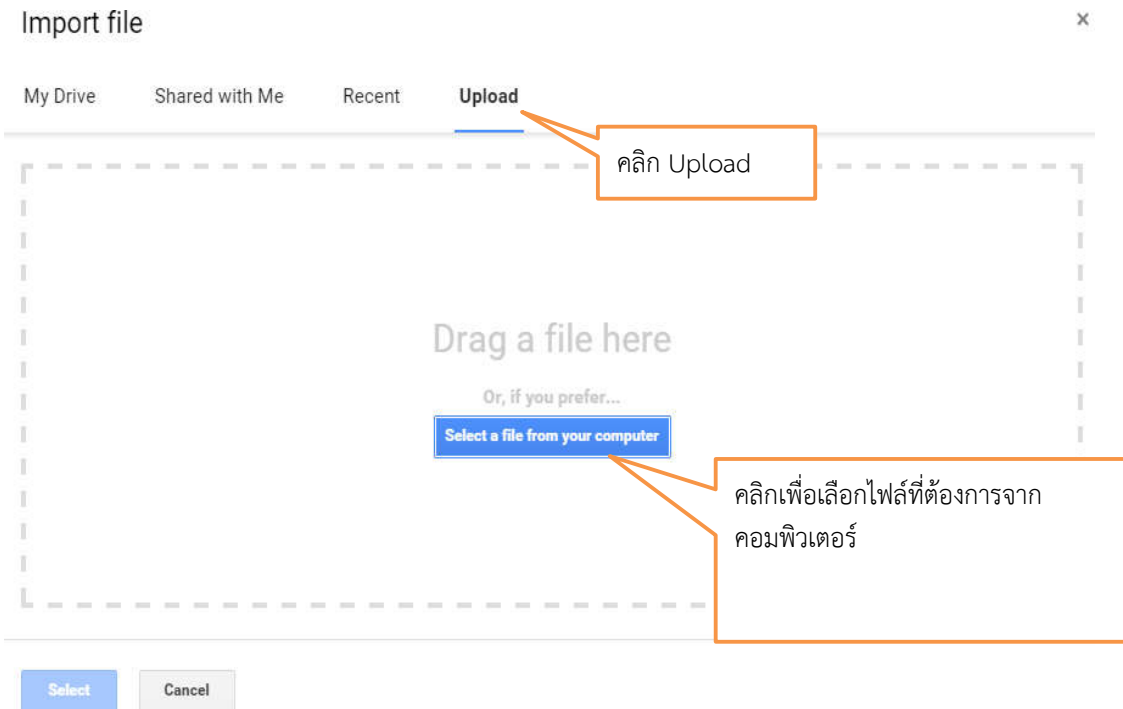 Import file
×
My Drive Shared with Me Recent Upload
คลิก Upload
Drag a file here
Or, if you prefer...
Select a file from your computer
คลิกเพื่อเลือกไฟล์ที่ต้องการจาก
คอมพิวเตอร์
Select Cancel